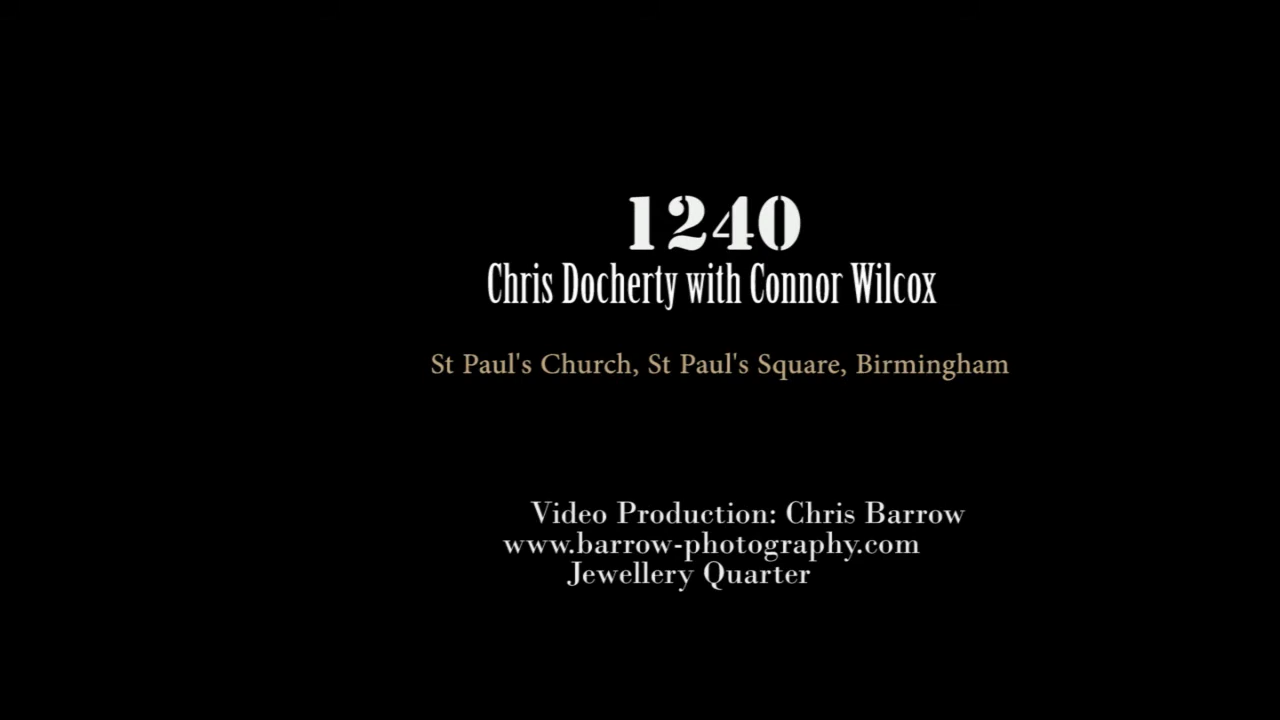 1240
Chris Docherty with Connor Wilcox
St Paul's Church, St Paul's Square, Birmingham
Video Production: Chris Barrow
www.barrow-photography.com
Jewellery Quarter